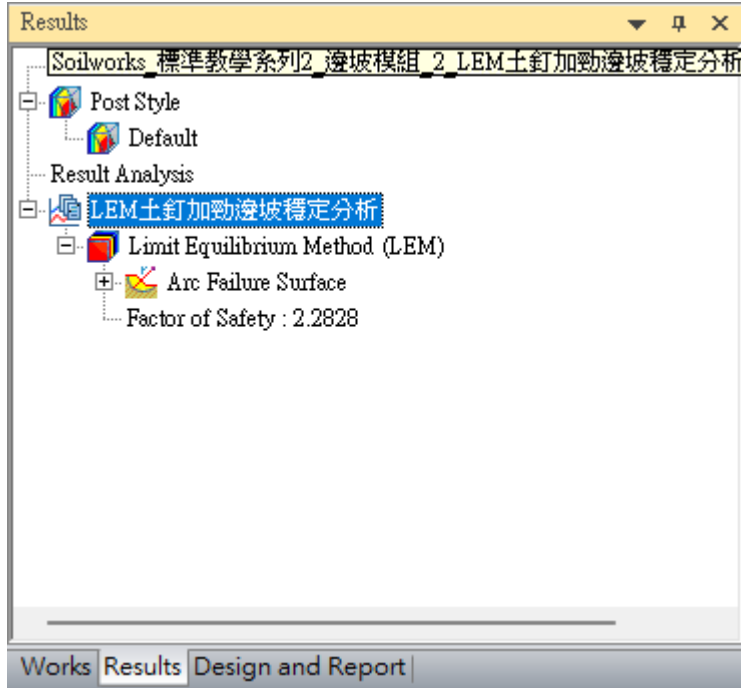 Results
Soilworks_標準教學系列2_邊坡模組_2_LEM土釘加勁邊坡穩定分析
Post Style
Default
Result Analysis
LEM土釘加勁邊坡穩定分析
Limit Equilibrium Method (LEM)
Arc Failure Surface
Factor of Safety : 2.2828
Works Results Design and Report